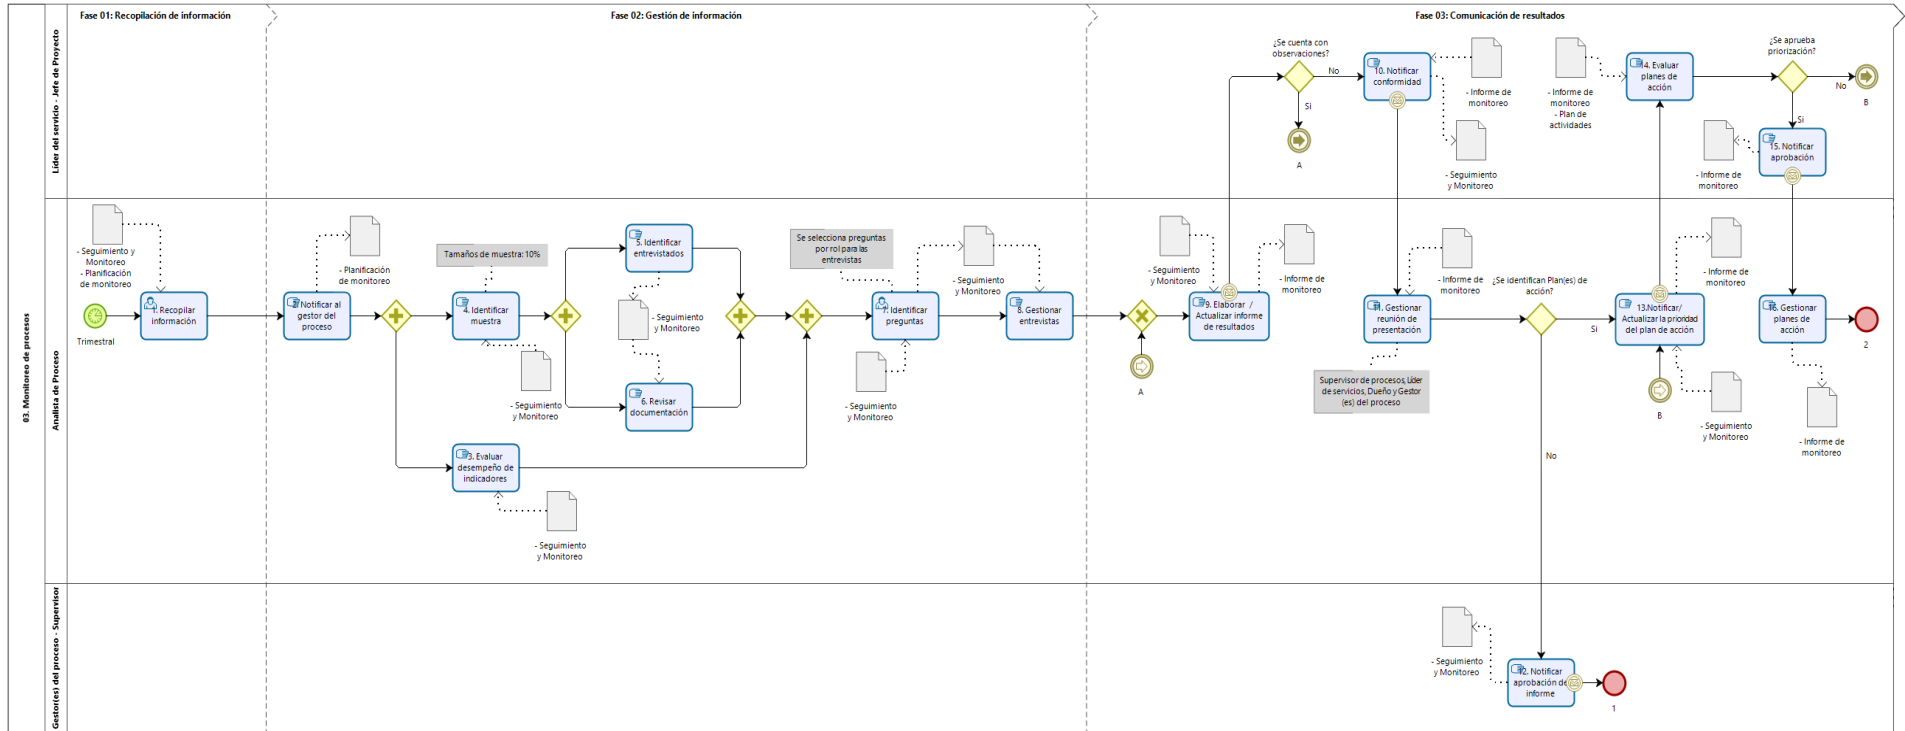 Fase 01: Recopilación de información
Fase 02: Gestión de información
Fase 03: Comunicación de resultados
03. Monitoreo de procesos
Líder del servicio - Jefe de Proyecto
¿Se cuenta con
observaciones?
No
Si
A
10. Notificar
conformidad
- Informe de
monitoreo
- Seguimiento
y Monitoreo
- Informe de
monitoreo
- Plan de
actividades
14. Evaluar
planes de
acción
¿Se aprueba
priorización?
No
B
Si
15. Notificar
aprobación
- Informe de
monitoreo
Analista de Proceso
- Seguimiento y
Monitoreo
- Planificación
de monitoreo
Trimestral
1. Recopilar
información
- Planificación
de monitoreo
2. Notificar al
gestor del
proceso
Tamaños de muestra: 10%
4. Identificar
muestra
- Seguimiento
y Monitoreo
5. Identificar
entrevistados
- Seguimiento
y Monitoreo
6. Revisar
documentación
3. Evaluar
desempeño de
indicadores
- Seguimiento
y Monitoreo
Se selecciona preguntas
por rol para las
entrevistas
7. Identificar
preguntas
- Seguimiento
y Monitoreo
- Seguimiento
y Monitoreo
8. Gestionar
entrevistas
A
- Seguimiento
y Monitoreo
9. Elaborar /
Actualizar informe
de resultados
- Informe de
monitoreo
- Informe de
monitoreo
11. Gestionar
reunión de
presentación
Supervisor de procesos, Líder
de servicios, Dueño y Gestor
(es) del proceso
¿Se identifican Plan(es) de
acción?
Si
No
13.Notificar/
Actualizar la prioridad
del plan de acción
- Informe de
monitoreo
B
- Seguimiento
y Monitoreo
16. Gestionar
planes de
acción
2
- Informe de
monitoreo
Gestor(es) del proceso - Supervisor
- Seguimiento
y Monitoreo
12. Notificar
aprobación de
informe
1